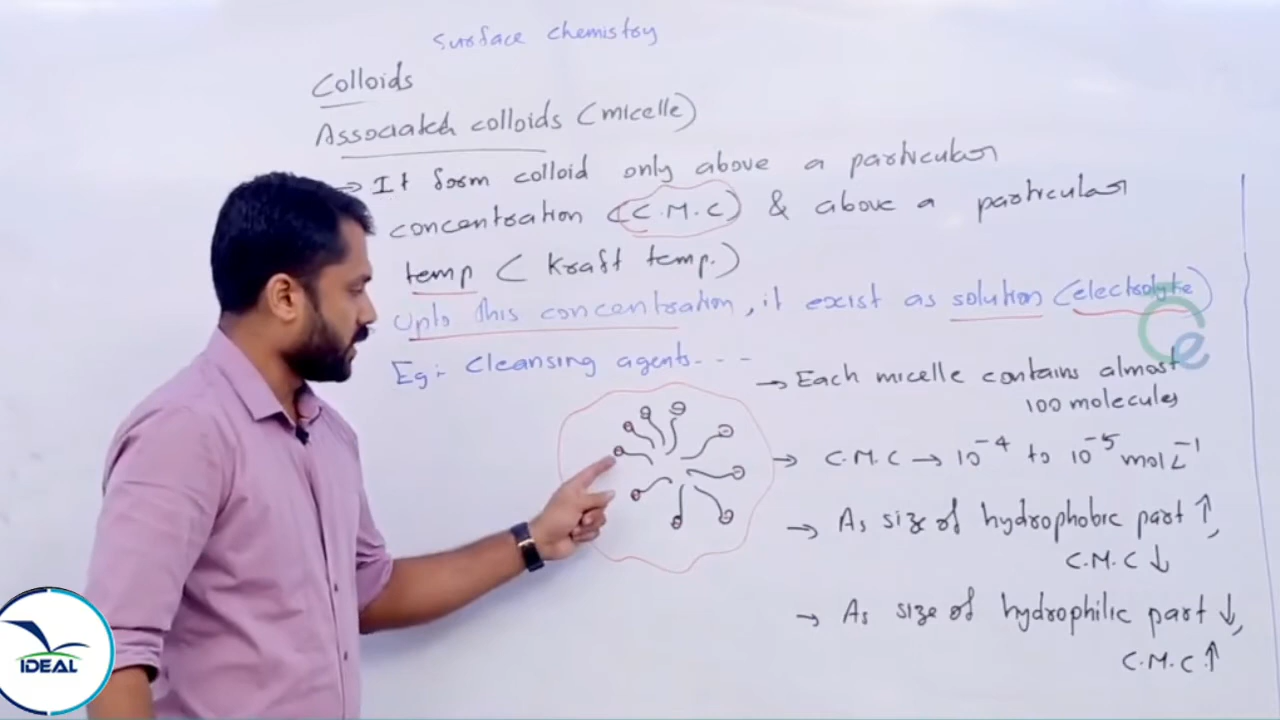 Surface chemistry
Colloids
Associated colloids (micelle)
→ It form colloid only above a particular
concentration (C.M.C) & above a particular
temp ( Kraft temp.)
Upto this concentration, it exist as solution (electrolyte)
Eg:- Cleansing agents - - -
→ Each micelle contains almost
100 molecules
→ C.M.C → 10⁻⁴ to 10⁻⁵ mol L⁻¹
→ As size of hydrophobic part ↑,
C.M.C ↓
→ As size of hydrophilic part ↓,
C.M.C ↑
IDEAL